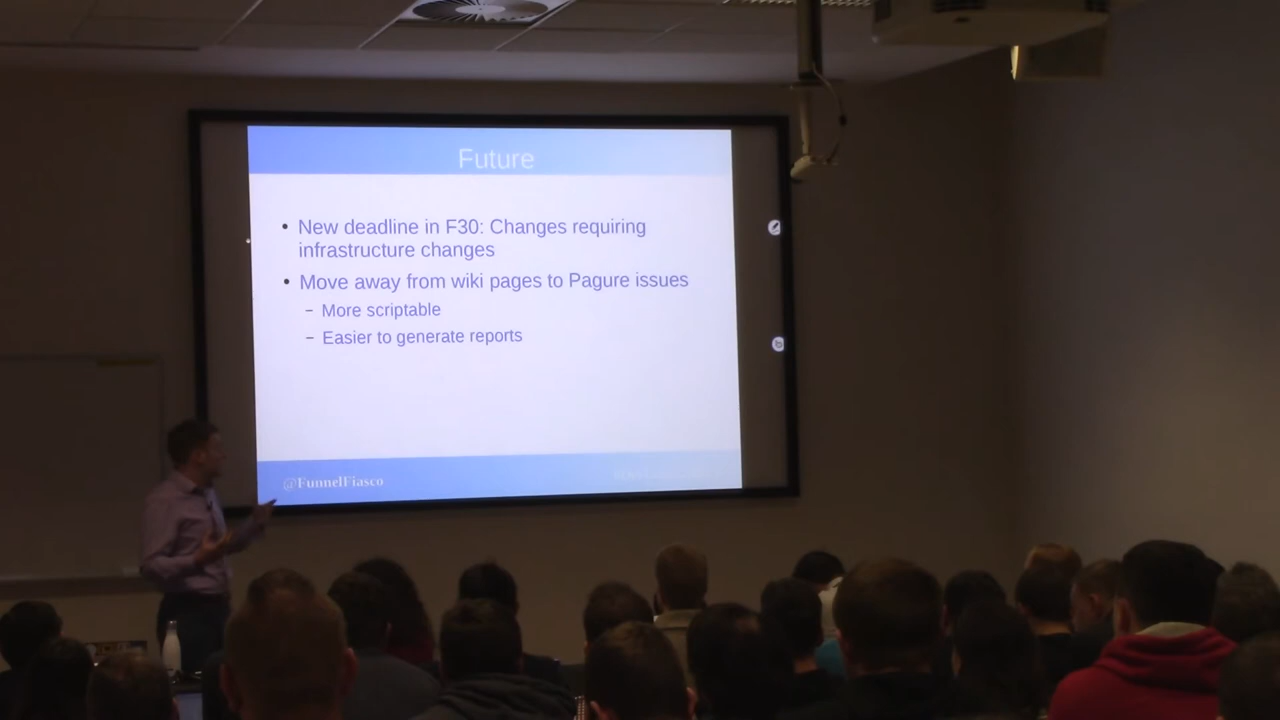 Future
• New deadline in F30: Changes requiring
infrastructure changes
• Move away from wiki pages to Pagure issues
– More scriptable
– Easier to generate reports
@FunnelFiasco